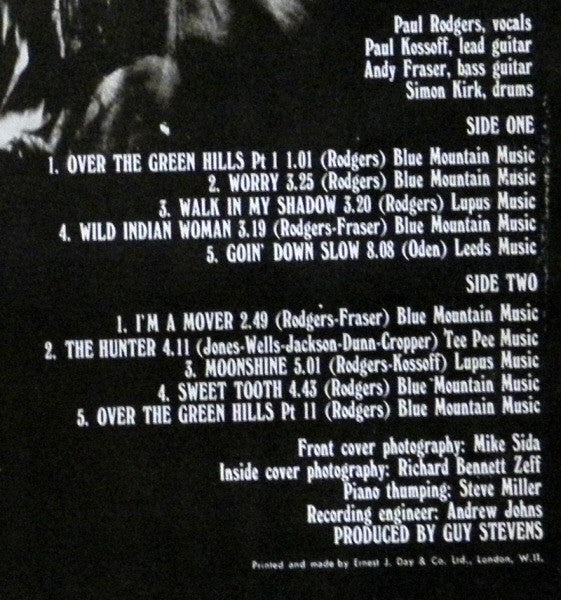 Paul Rodgers, vocals
Paul Kossoff, lead guitar
Andy Fraser, bass guitar
Simon Kirk, drums
SIDE ONE
1. OVER THE GREEN HILLS Pt 1 1.01 (Rodgers) Blue Mountain Music
2. WORRY 3.25 (Rodgers) Blue Mountain Music
3. WALK IN MY SHADOW 3.20 (Rodgers) Lupus Music
4. WILD INDIAN WOMAN 3.19 (Rodgers-Fraser) Blue Mountain Music
5. GOIN' DOWN SLOW 8.08 (Oden) Leeds Music
SIDE TWO
1. I'M A MOVER 2.49 (Rodgers-Fraser) Blue Mountain Music
2. THE HUNTER 4.11 (Jones-Wells-Jackson-Dunn-Cropper) Tee Pee Music
3. MOONSHINE 5.01 (Rodgers-Kossoff) Lupus Music
4. SWEET TOOTH 4.43 (Rodgers) Blue Mountain Music
5. OVER THE GREEN HILLS Pt 11 (Rodgers) Blue Mountain Music
Front cover photography: Mike Sida
Inside cover photography: Richard Bennett Zeff
Piano thumping: Steve Miller
Recording engineer: Andrew Johns
PRODUCED BY GUY STEVENS
Printed and made by Ernest J. Day & Co. Ltd., London, W.11.